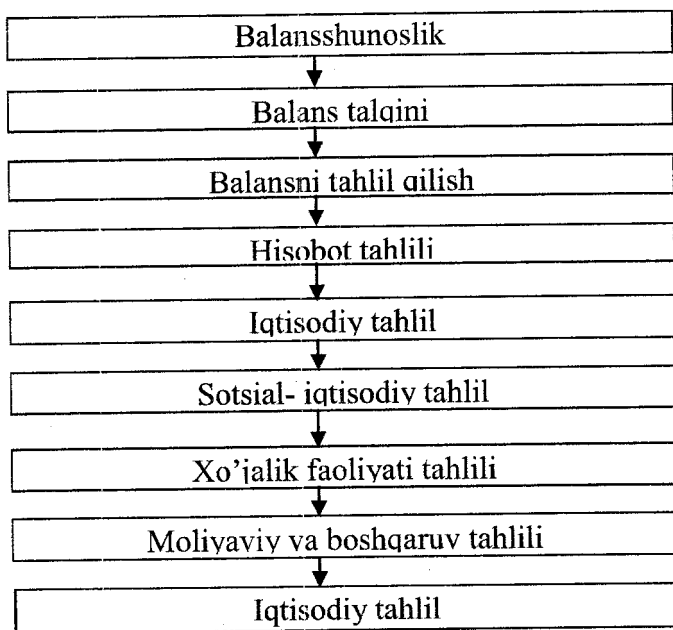 Balansshunoslik
Balans talqini
Balansni tahlil qilish
Hisobot tahlili
Iqtisodiy tahlil
Sotsial- iqtisodiy tahlil
Xo'jalik faoliyati tahlili
Moliyaviy va boshqaruv tahlili
Iqtisodiy tahlil